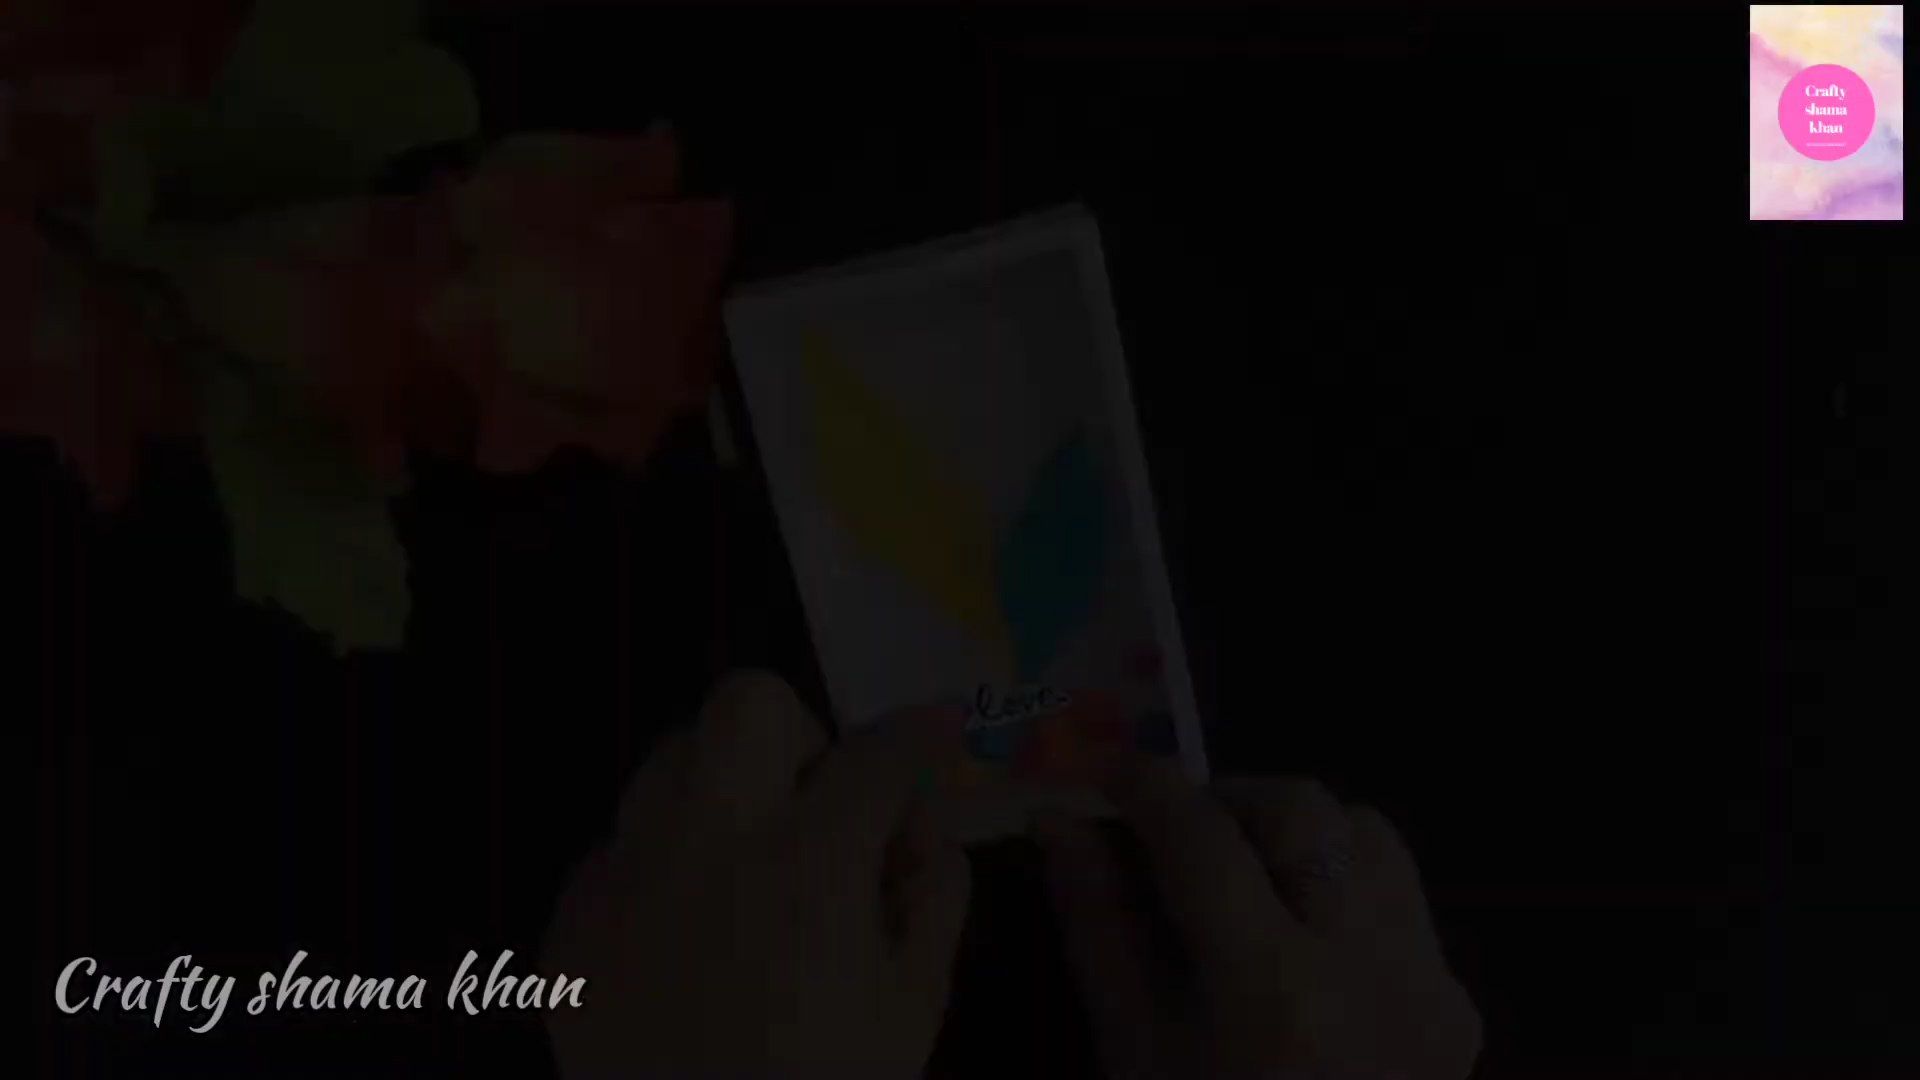 Crafty
shama
khan
love.
Crafty shama khan